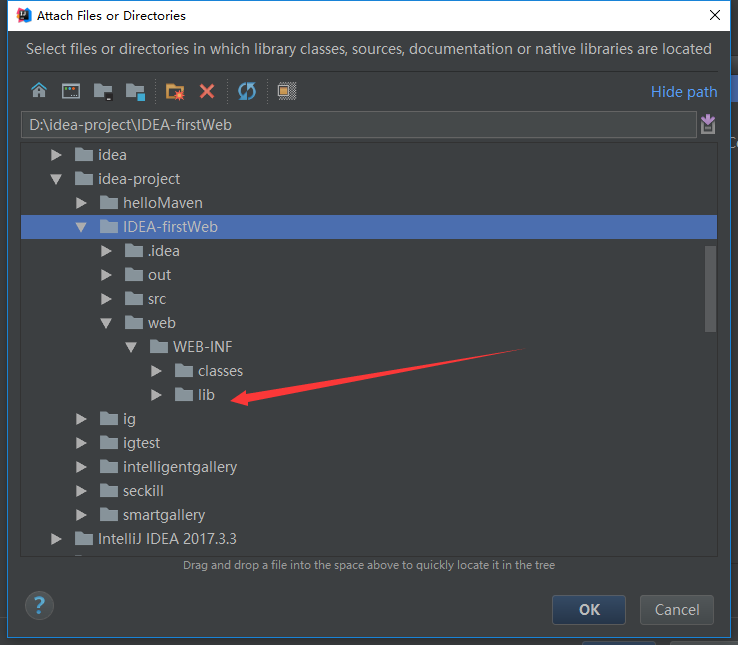 Attach Files or Directories
Select files or directories in which library classes, sources, documentation or native libraries are located
Hide path
D:\idea-project\IDEA-firstWeb
idea
idea-project
helloMaven
IDEA-firstWeb
.idea
out
src
web
WEB-INF
classes
lib
ig
igtest
intelligentgallery
seckill
smartgallery
IntelliJ IDEA 2017.3.3
Drag and drop a file into the space above to quickly locate it in the tree
?
OK
Cancel